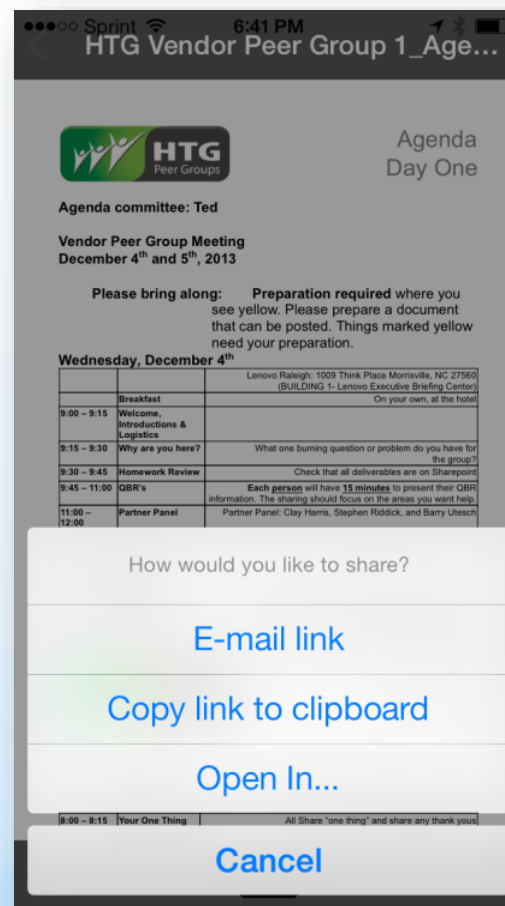 Sprint 6:41 PM
HTG Vendor Peer Group 1_Age...
HTG
Peer Groups
Agenda
Day One
Agenda committee: Ted
Vendor Peer Group Meeting
December 4th and 5th, 2013
Please bring along: Preparation required where you
see yellow. Please prepare a document
that can be posted. Things marked yellow
need your preparation.
Wednesday, December 4th
Lenovo Raleigh: 1009 Think Place Morrisville, NC 27560
(BUILDING 1- Lenovo Executive Briefing Center)
Breakfast On your own, at the hotel
9:00 – 9:15 Welcome,
Introductions &
Logistics
9:15 – 9:30 Why are you here? What one burning question or problem do you have for
the group?
9:30 – 9:45 Homework Review Check that all deliverables are on Sharepoint
9:45 – 11:00 QBR's Each person will have 15 minutes to present their QBR
information. The sharing should focus on the areas you want help.
11:00 – Partner Panel Partner Panel: Clay Harris, Stephen Riddick, and Barry Utesch
12:00
How would you like to share?
E-mail link
Copy link to clipboard
Open In...
8:00 – 8:15 Your One Thing All Share "one thing" and share any thank yous
Cancel